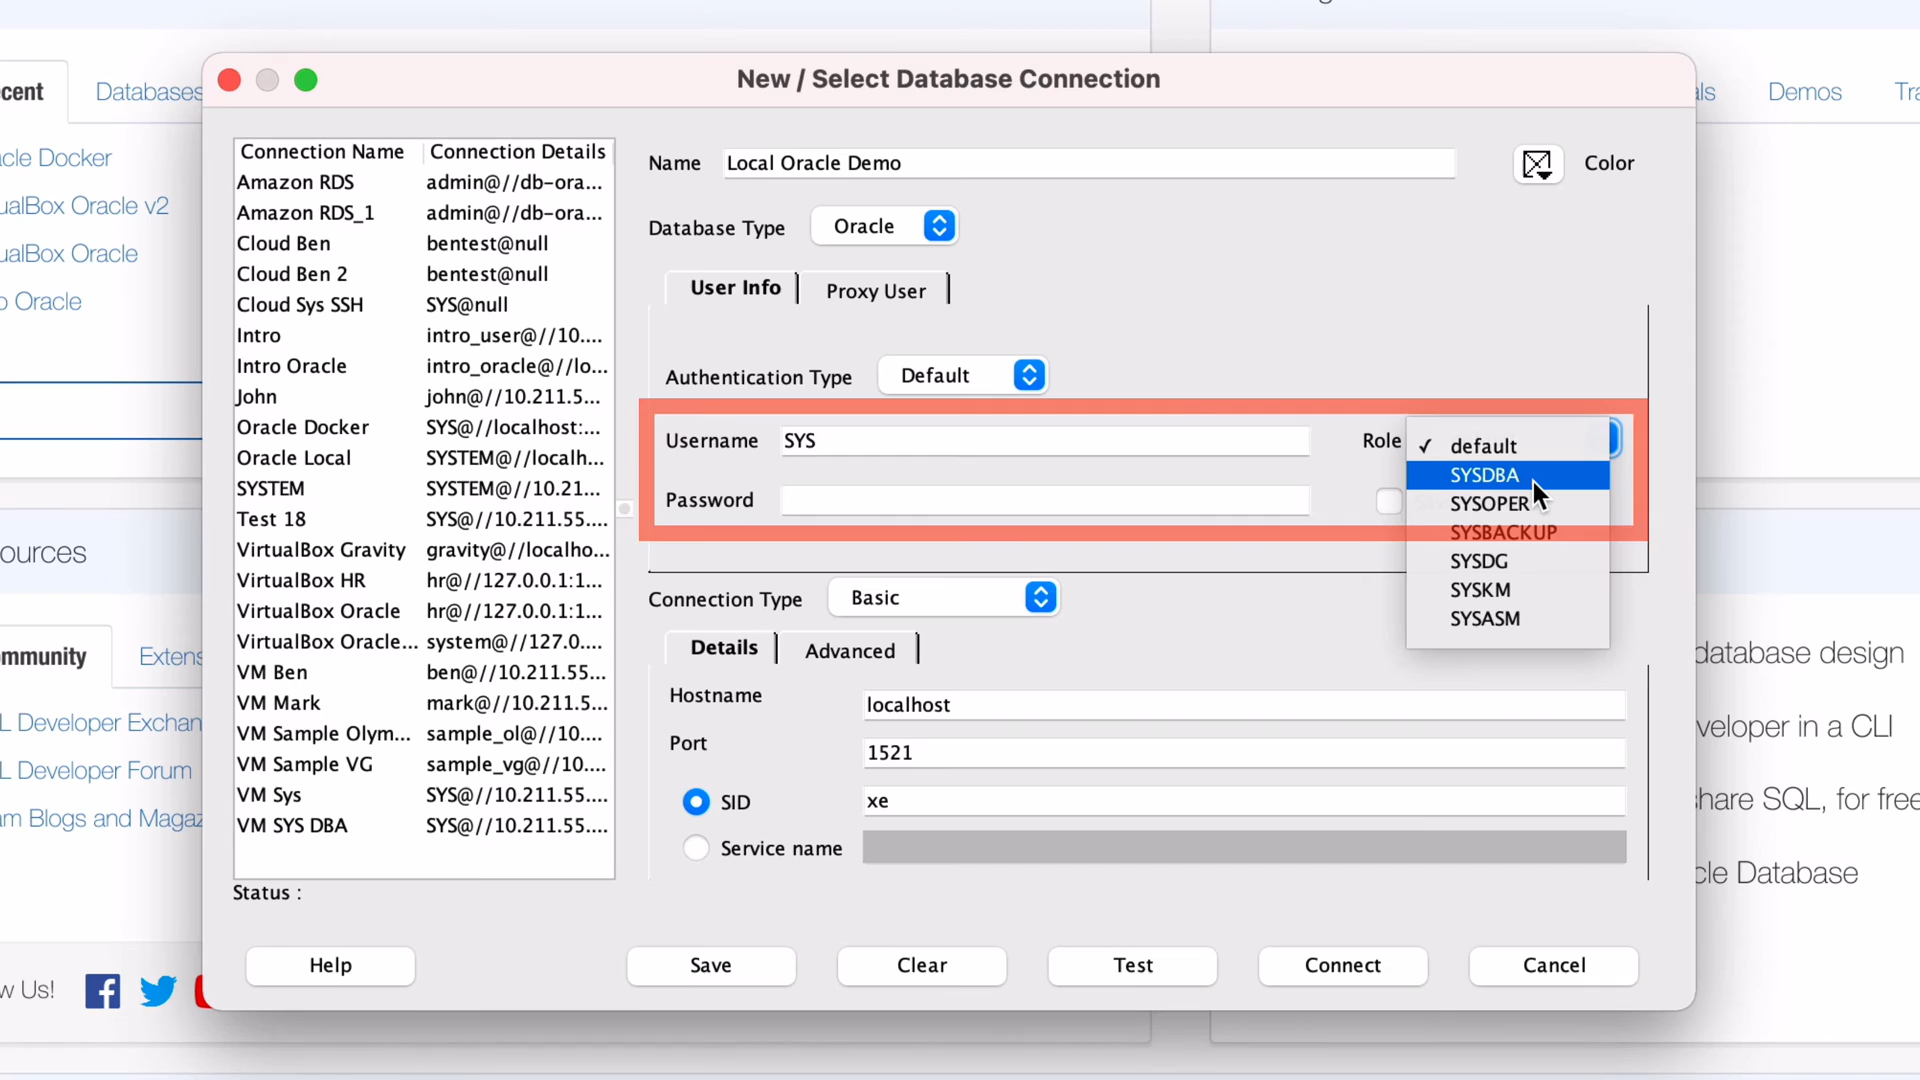 New / Select Database Connection
ecent
Databases
als
Demos
Tra
acle Docker
ualBox Oracle v2
ualBox Oracle
o Oracle
ources
ommunity
Extens
L Developer Exchan
L Developer Forum
am Blogs and Magaz
w Us!
Connection Name Connection Details
Amazon RDS admin@//db-ora...
Amazon RDS_1 admin@//db-ora...
Cloud Ben bentest@null
Cloud Ben 2 bentest@null
Cloud Sys SSH SYS@null
Intro intro_user@//10....
Intro Oracle intro_oracle@//lo...
John john@//10.211.5...
Oracle Docker SYS@//localhost:...
Oracle Local SYSTEM@//localh...
SYSTEM SYSTEM@//10.21...
Test 18 SYS@//10.211.55....
VirtualBox Gravity gravity@//localho...
VirtualBox HR hr@//127.0.0.1:1...
VirtualBox Oracle hr@//127.0.0.1:1...
VirtualBox Oracle... system@//127.0....
VM Ben ben@//10.211.55...
VM Mark mark@//10.211.5...
VM Sample Olym... sample_ol@//10....
VM Sample VG sample_vg@//10....
VM Sys SYS@//10.211.55....
VM SYS DBA SYS@//10.211.55....
Status :
Name Local Oracle Demo Color
Database Type Oracle
User Info Proxy User
Authentication Type Default
Username SYS Role
Password
default
SYSDBA
SYSOPER
SYSBACKUP
SYSDG
SYSKM
SYSASM
Connection Type Basic
Details Advanced
Hostname localhost
Port 1521
SID xe
Service name
Help Save Clear Test Connect Cancel
database design
veloper in a CLI
share SQL, for free
cle Database